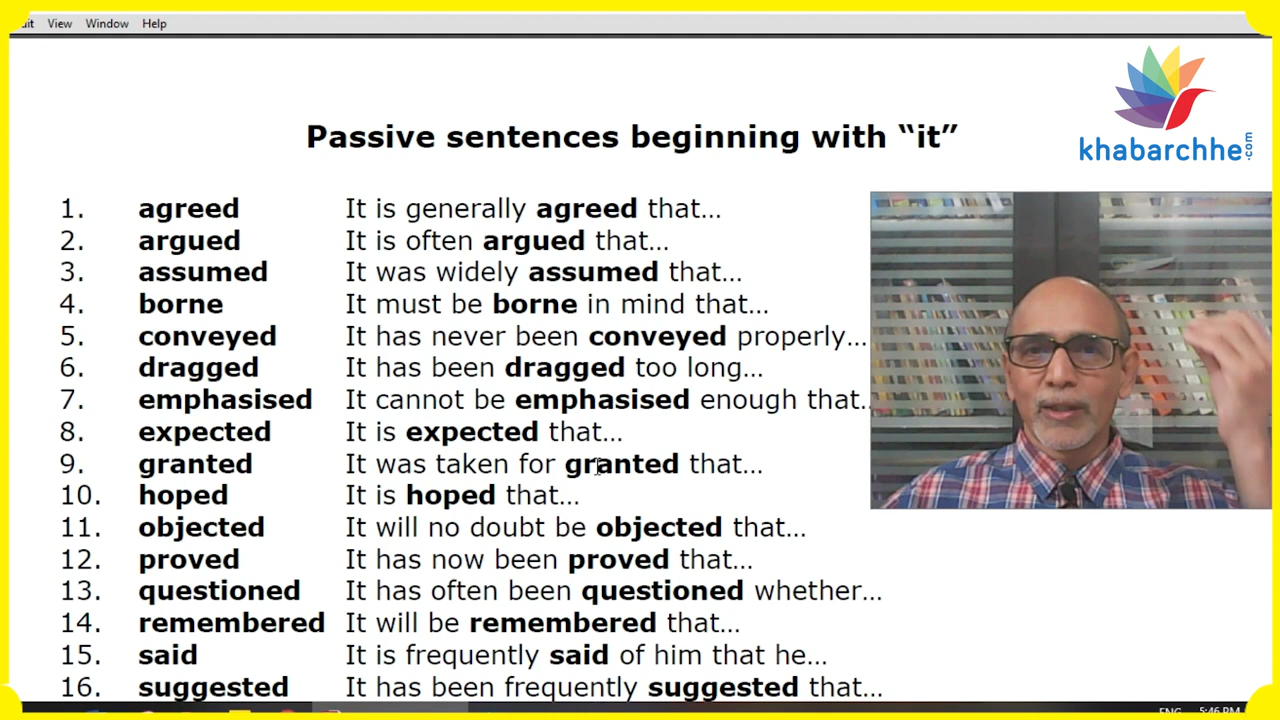 View Window Help
khabarchhe.com
Passive sentences beginning with “it”
1. agreed It is generally agreed that...
2. argued It is often argued that...
3. assumed It was widely assumed that...
4. borne It must be borne in mind that...
5. conveyed It has never been conveyed properly...
6. dragged It has been dragged too long...
7. emphasised It cannot be emphasised enough that..
8. expected It is expected that...
9. granted It was taken for granted that...
10. hoped It is hoped that...
11. objected It will no doubt be objected that...
12. proved It has now been proved that...
13. questioned It has often been questioned whether...
14. remembered It will be remembered that...
15. said It is frequently said of him that he...
16. suggested It has been frequently suggested that...
ENG 5:46 PM